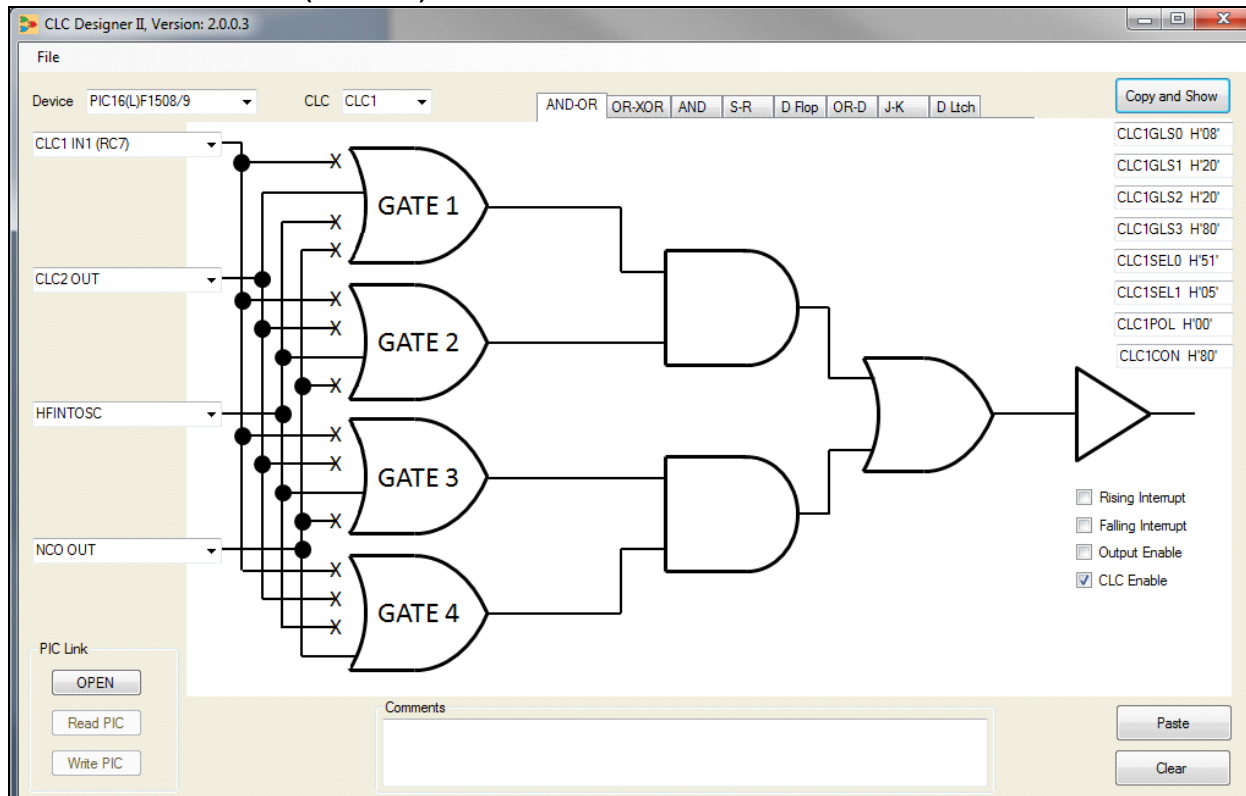 CLC Designer II, Version: 2.0.0.3
File
Device PIC16(L)F1508/9 CLC CLC1
AND-OR OR-XOR AND S-R D Flop OR-D J-K D Ltch
Copy and Show
CLC1 IN1 (RC7)
CLC2 OUT
HFINTOSC
NCO OUT
X
GATE 1
X
X
X
X
GATE 2
X
X
X
GATE 3
X
X
X
GATE 4
X
X
CLC1GLS0 H'08'
CLC1GLS1 H'20'
CLC1GLS2 H'20'
CLC1GLS3 H'80'
CLC1SEL0 H'51'
CLC1SEL1 H'05'
CLC1POL H'00'
CLC1CON H'80'
Rising Interrupt
Falling Interrupt
Output Enable
CLC Enable
PIC Link
OPEN
Read PIC
Write PIC
Comments
Paste
Clear